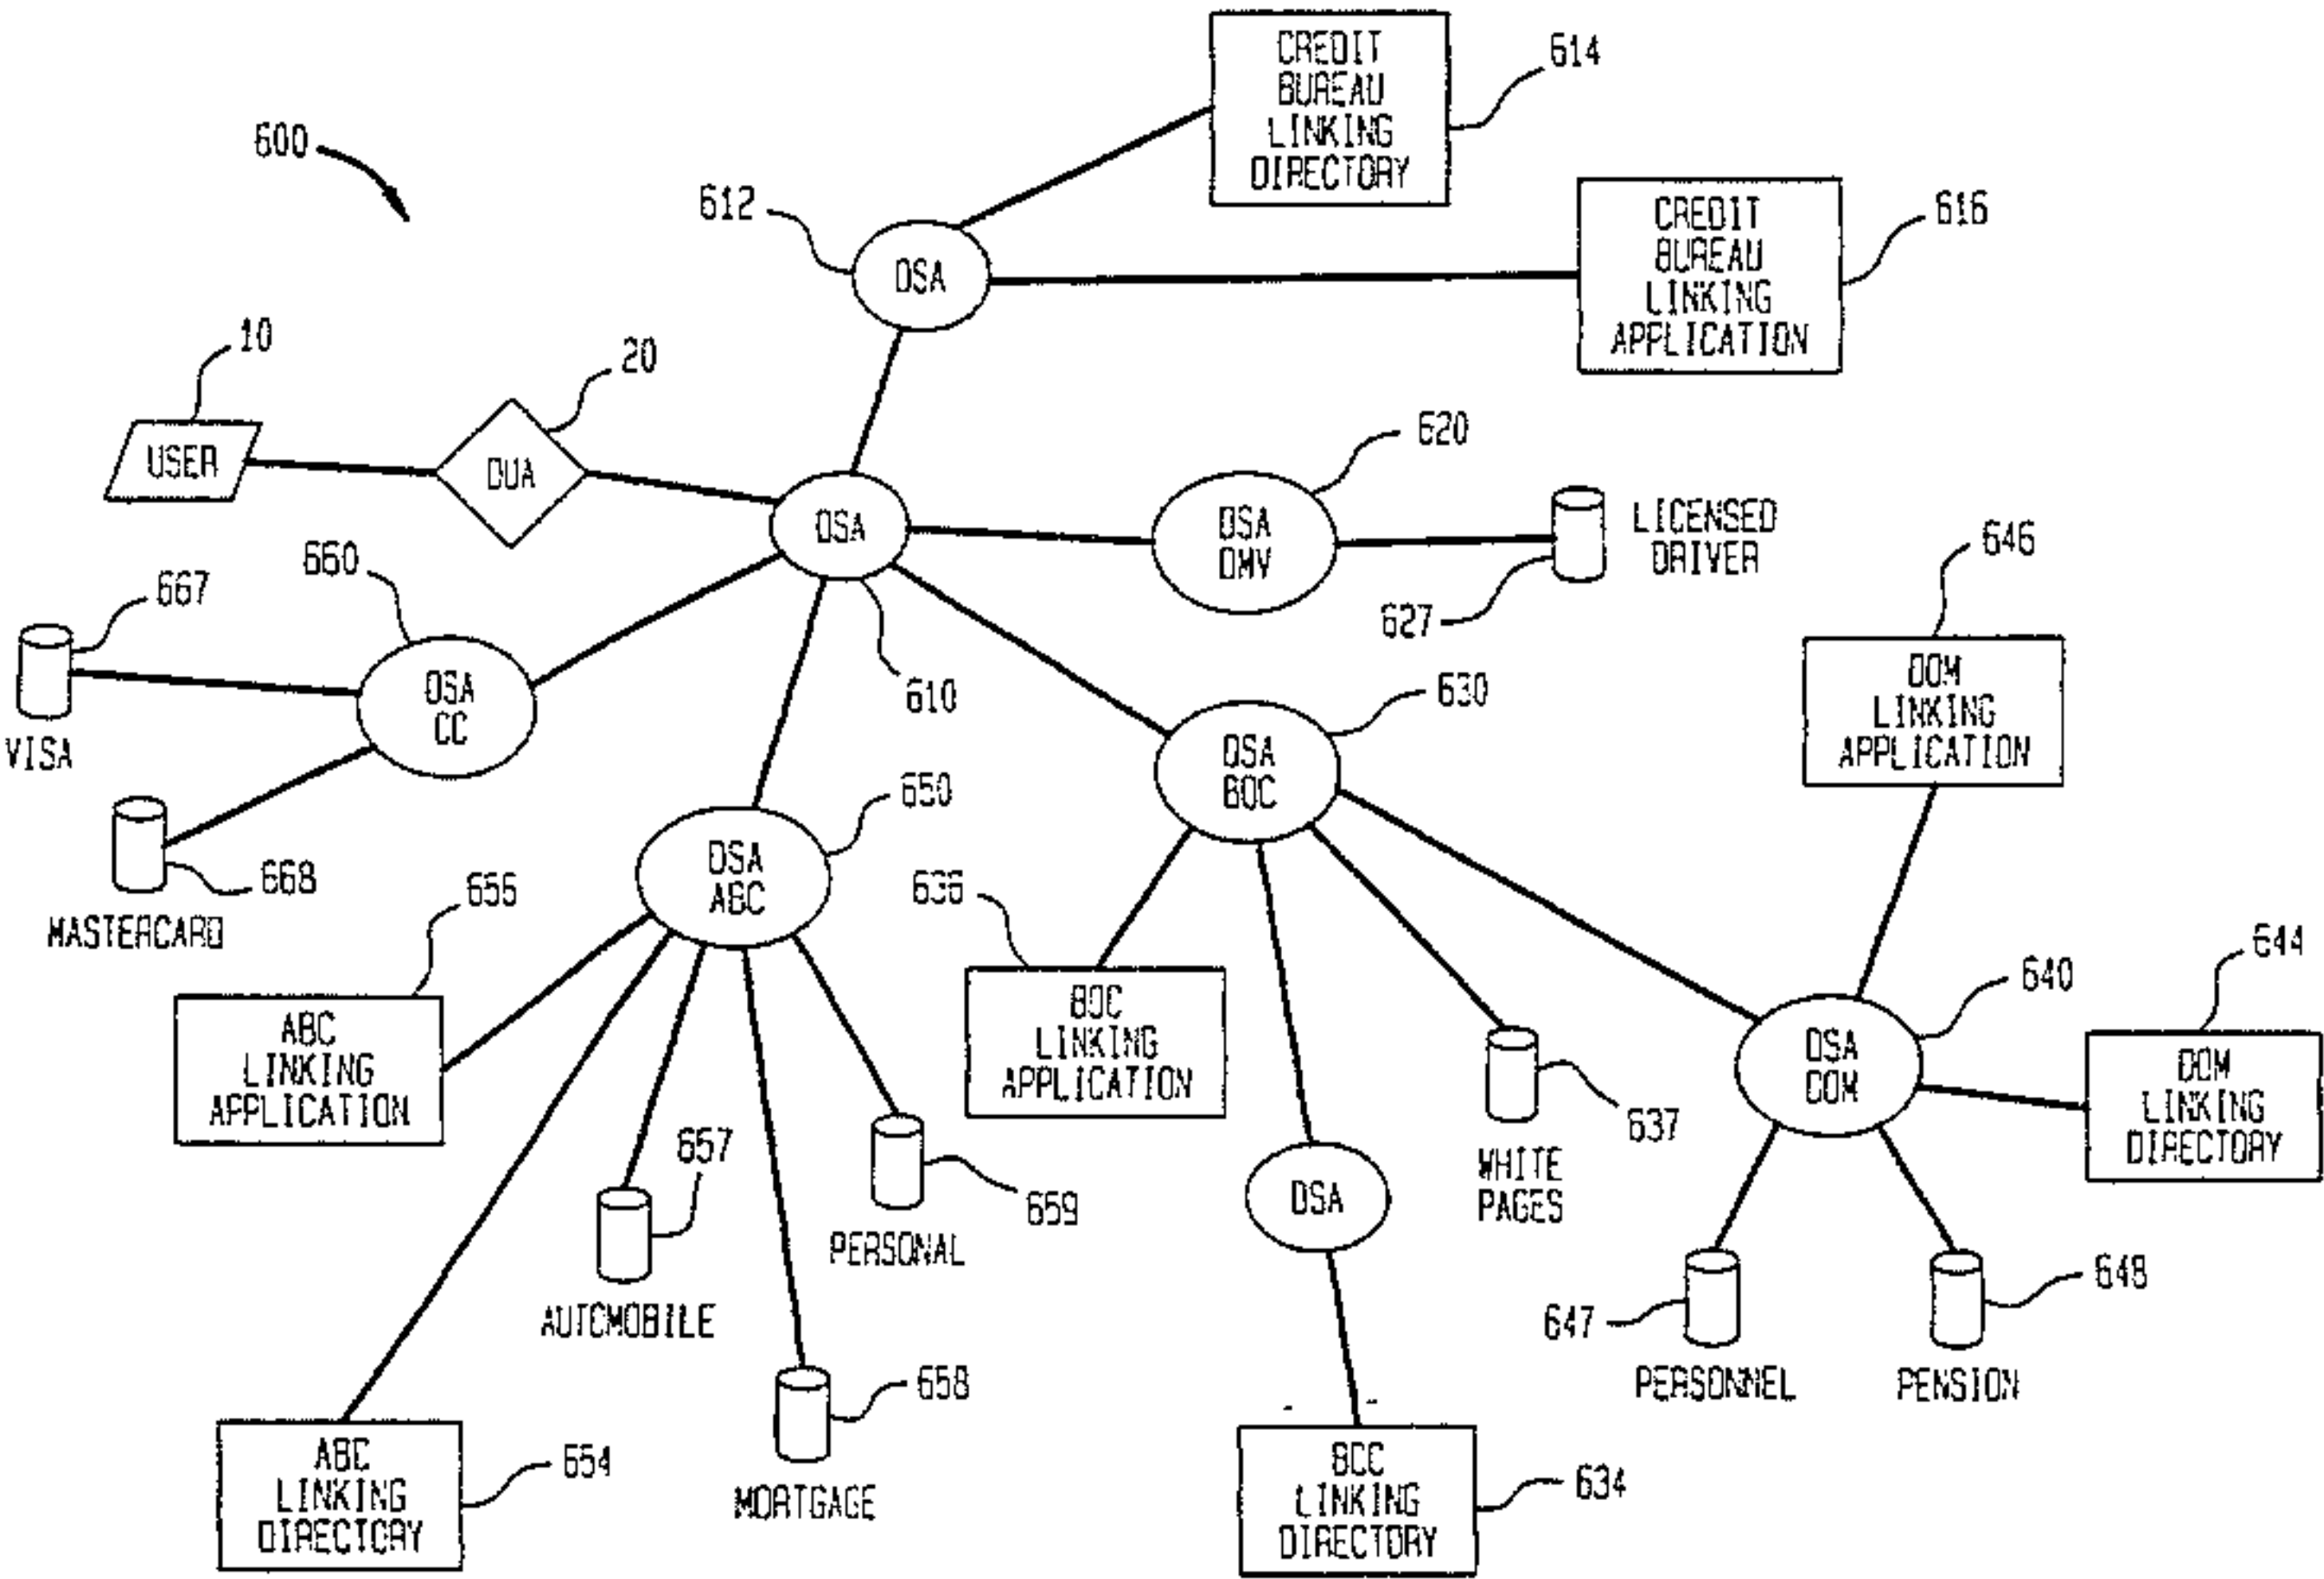 CREDIT
BUREAU
LINKING
DIRECTORY
614
600
612
CREDIT
BUREAU
LINKING
APPLICATION
616
DSA
10
20
USER
DUA
620
DSA
DSA
DMV
LICENSED
DRIVER
627
646
660
667
DSA
CC
VISA
610
630
DOM
LINKING
APPLICATION
DSA
BOC
650
668
MASTERCARD
DSA
ABC
656
636
644
640
ABC
LINKING
APPLICATION
BOC
LINKING
APPLICATION
DSA
DOM
LINKING
DIRECTORY
637
657
659
WHITE
PAGES
DSA
PERSONAL
AUTOMOBILE
647
648
PERSONNEL
PENSION
658
MORTGAGE
ABC
LINKING
DIRECTORY
654
BOC
LINKING
DIRECTORY
634